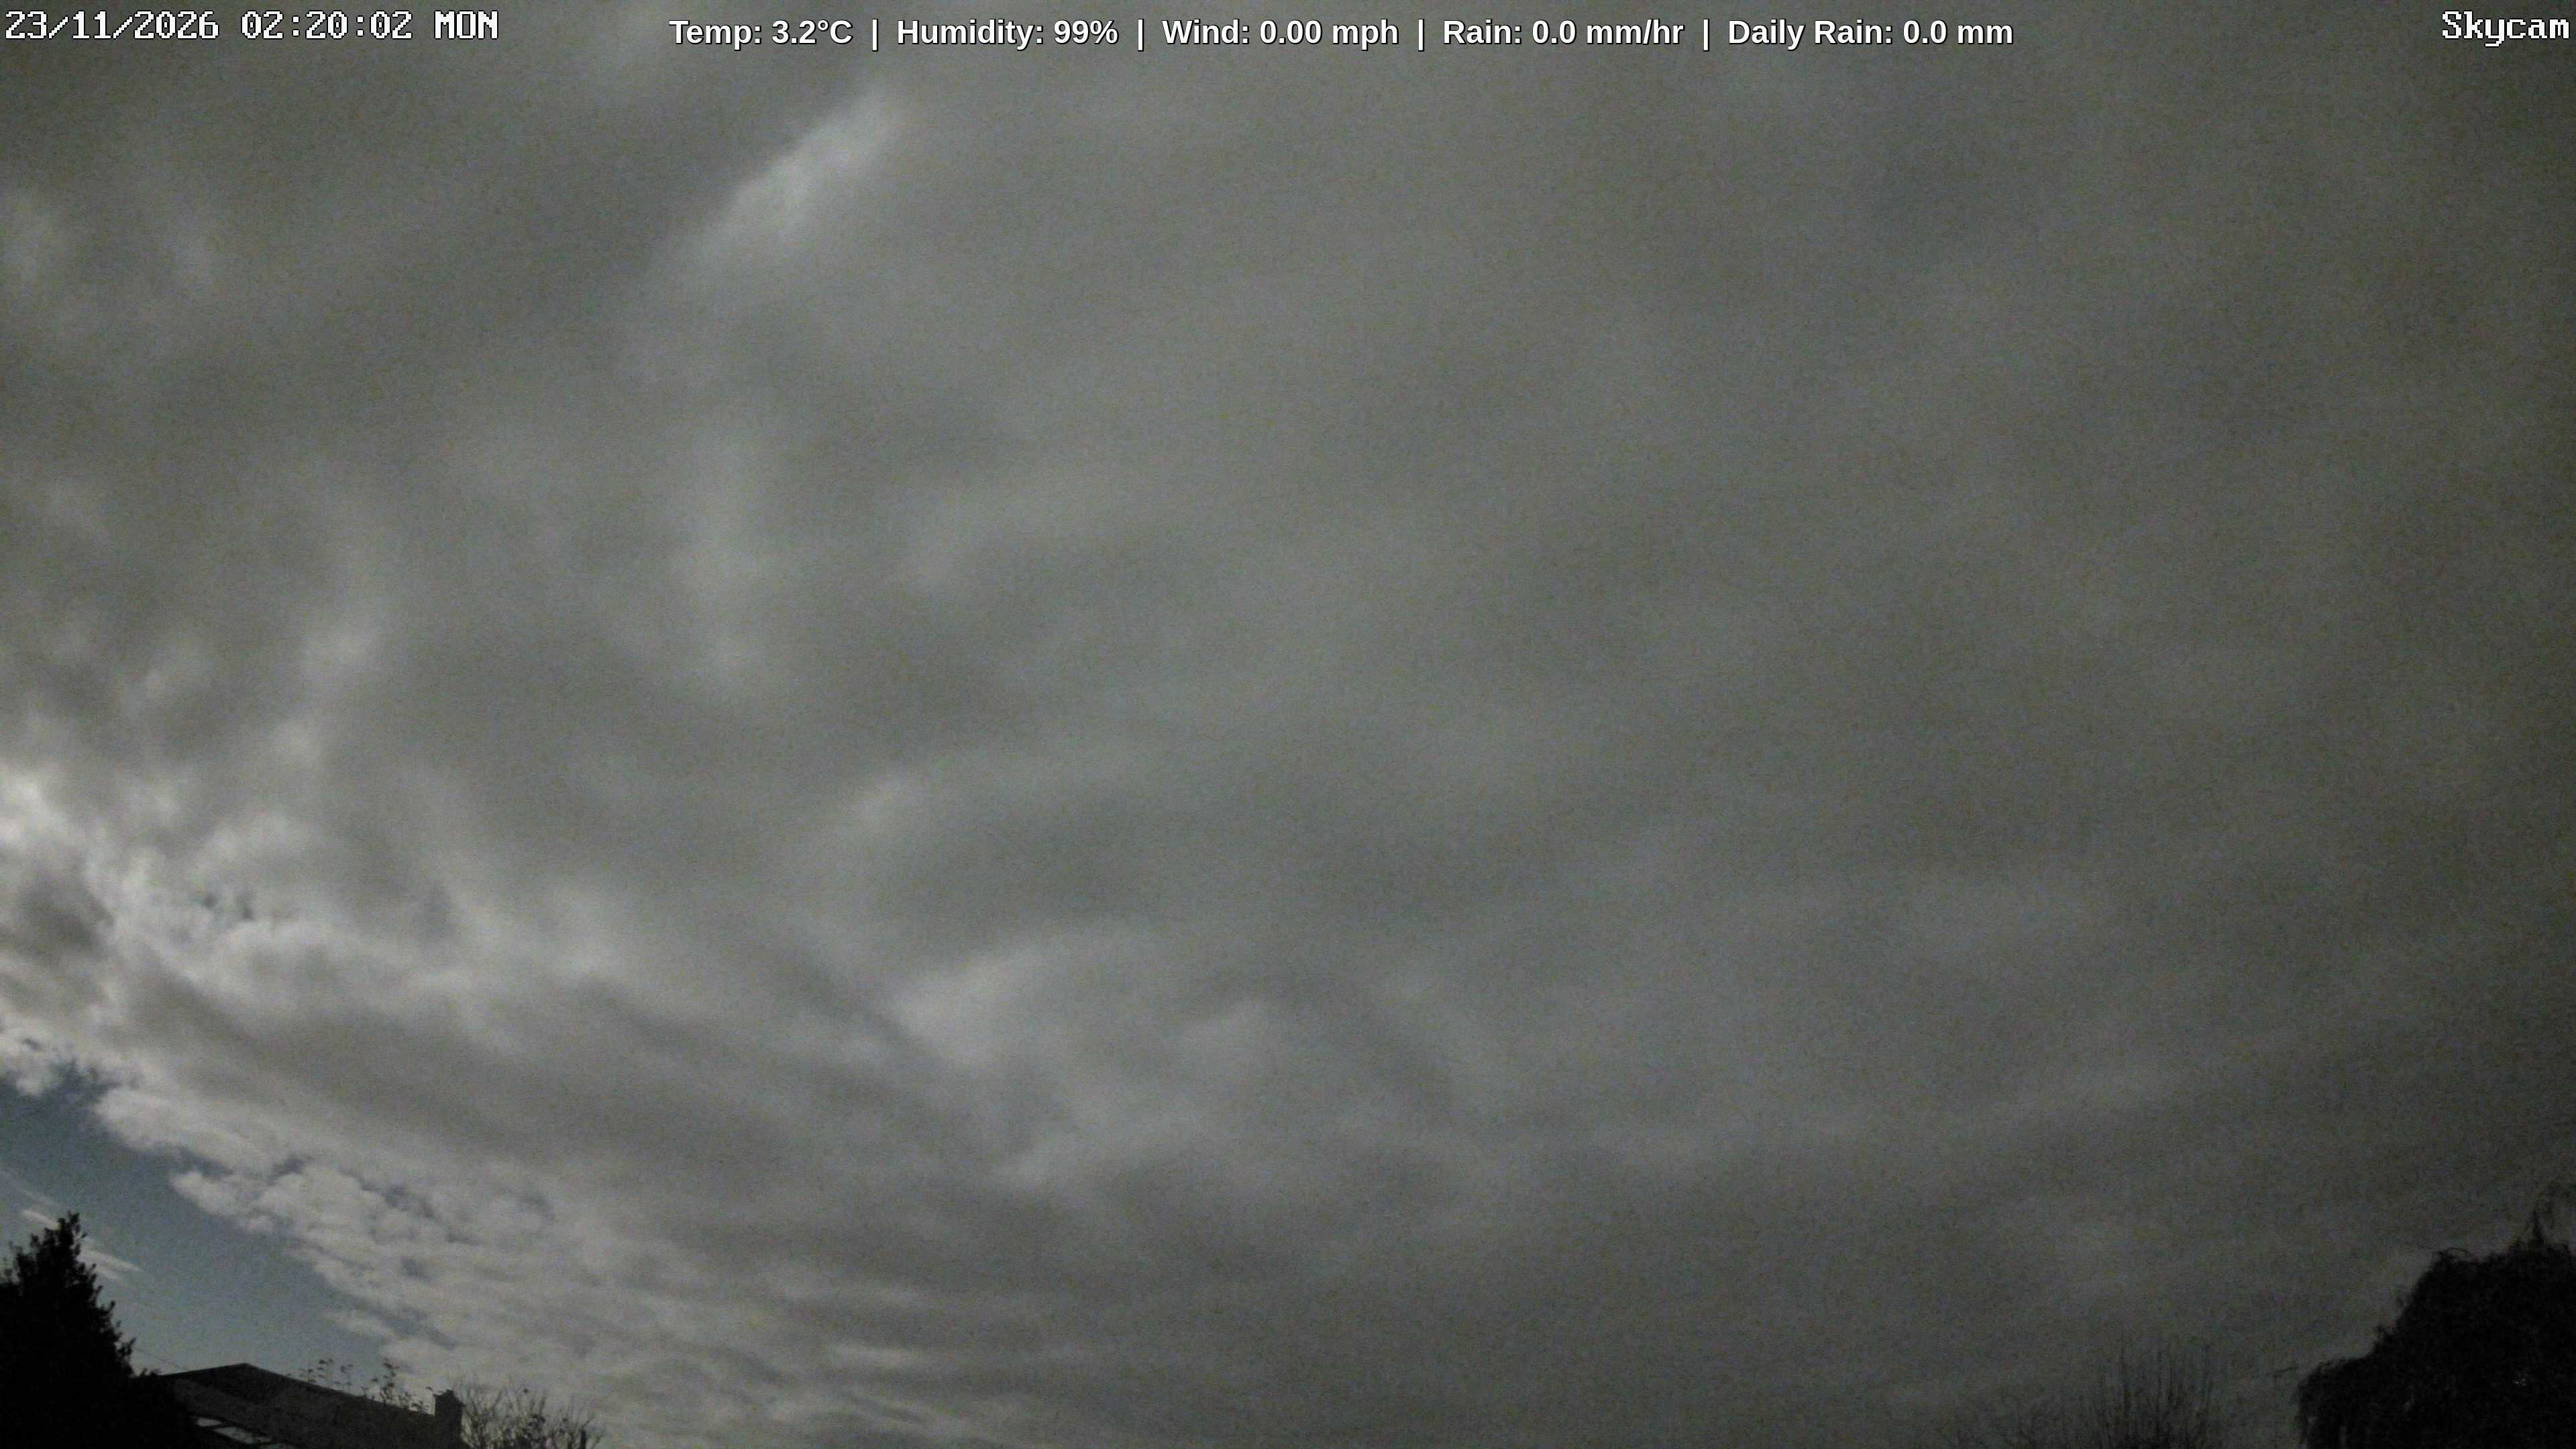 23/11/2026 02:20:02 MON
Temp: 3.2°C | Humidity: 99% | Wind: 0.00 mph | Rain: 0.0 mm/hr | Daily Rain: 0.0 mm
Skycam